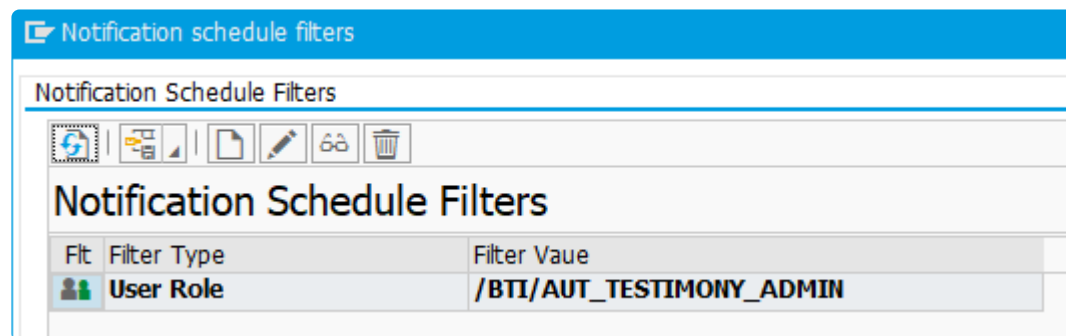 Notification schedule filters
Notification Schedule Filters
Notification Schedule Filters
Flt Filter Type Filter Vaue
User Role /BTI/AUT_TESTIMONY_ADMIN